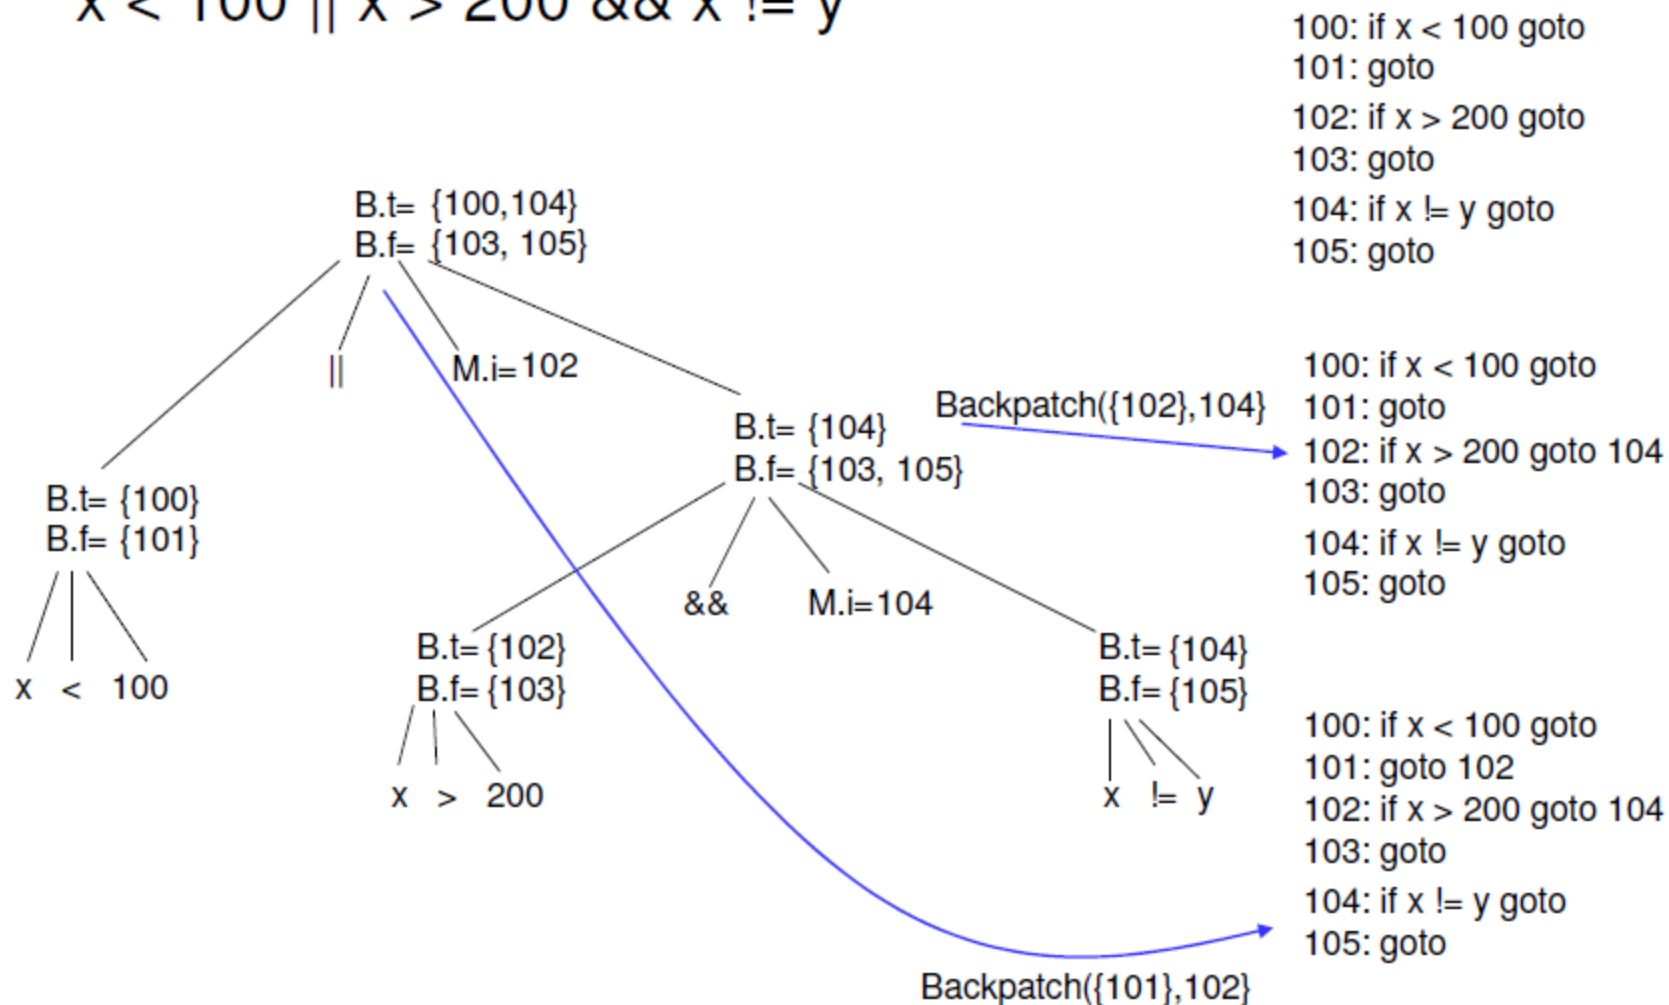 x < 100 || x > 200 && x != y
100: if x < 100 goto
101: goto
102: if x > 200 goto
103: goto
104: if x != y goto
105: goto
B.t= {100,104}
B.f= {103, 105}
||
M.i=102
B.t= {104}
B.f= {103, 105}
Backpatch({102},104}
100: if x < 100 goto
101: goto
102: if x > 200 goto 104
103: goto
104: if x != y goto
105: goto
B.t= {100}
B.f= {101}
x < 100
&&
M.i=104
B.t= {102}
B.f= {103}
x > 200
B.t= {104}
B.f= {105}
x != y
100: if x < 100 goto
101: goto 102
102: if x > 200 goto 104
103: goto
104: if x != y goto
105: goto
Backpatch({101},102}